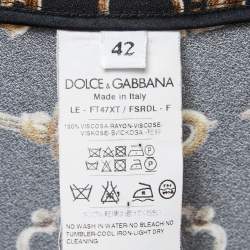 42
DOLCE & GABBANA
Made in Italy
LE - FT47XT / FSRDL - F
100% VISCOSA-RAYON-VISCOSE-
NO WASH IN WATER-NO BLEACH-NO
TUMBLER-COOL IRON-LIGHT DRY
CLEANING